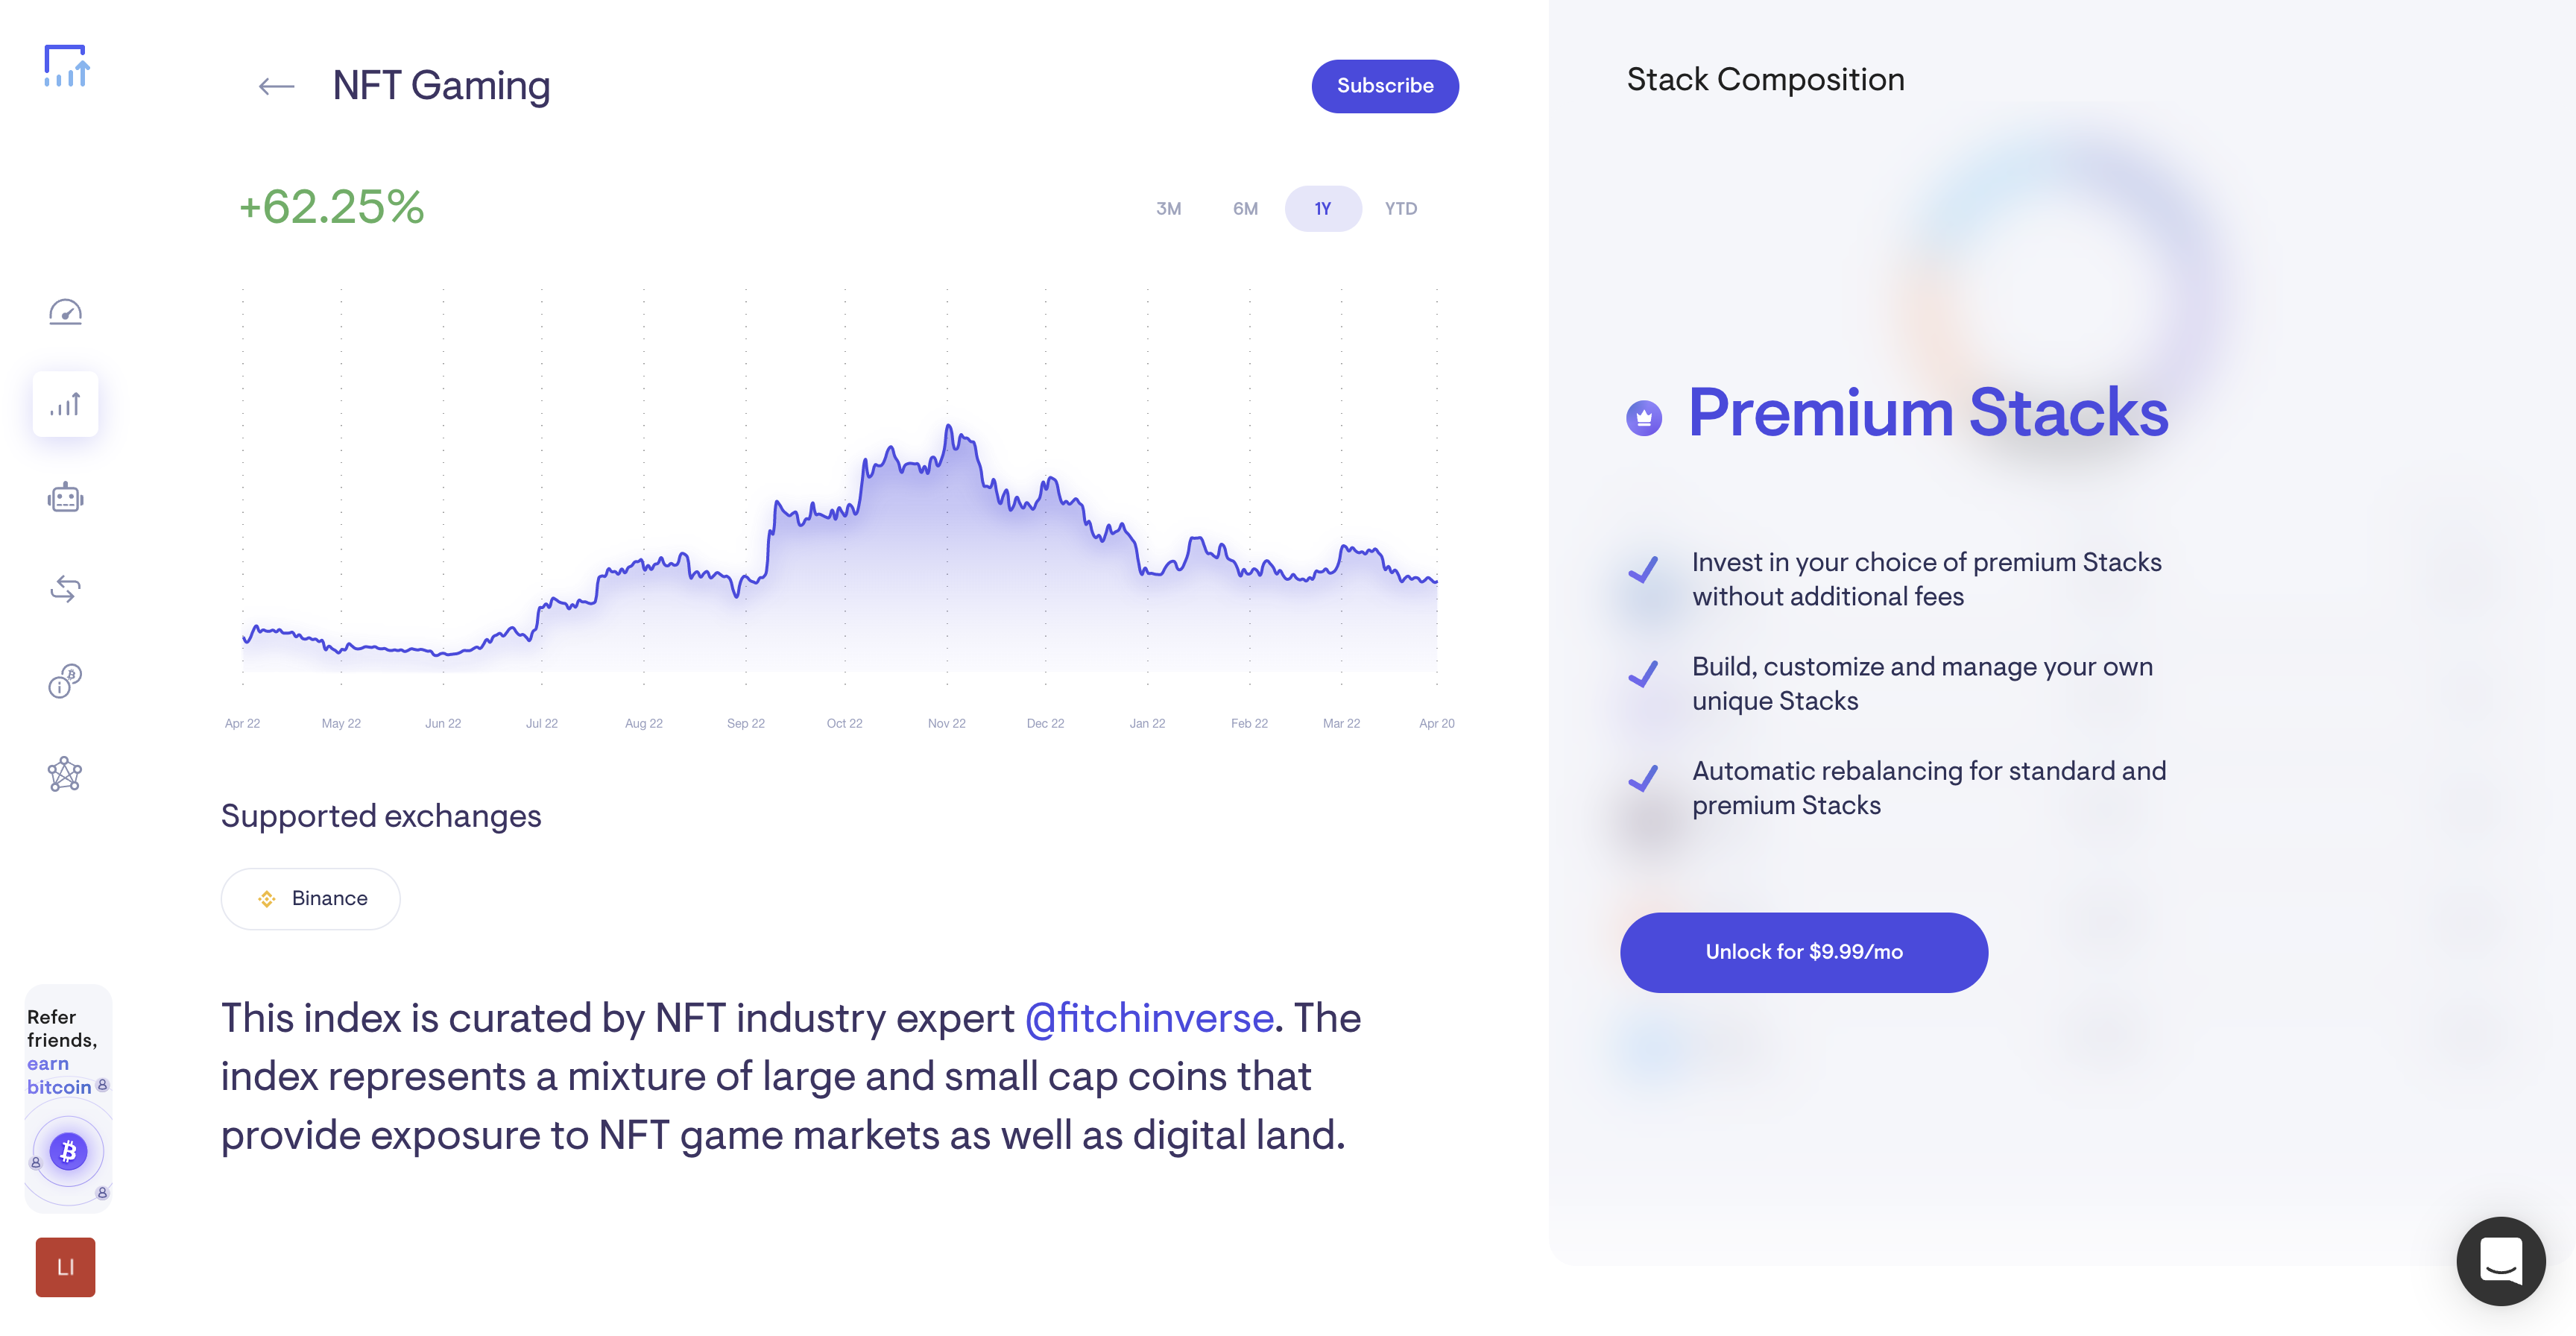 NFT Gaming
Subscribe
+62.25%
3M 6M 1Y YTD
Apr 22 May 22 Jun 22 Jul 22 Aug 22 Sep 22 Oct 22 Nov 22 Dec 22 Jan 22 Feb 22 Mar 22 Apr 20
Supported exchanges
Binance
This index is curated by NFT industry expert @fitchinverse. The
index represents a mixture of large and small cap coins that
provide exposure to NFT game markets as well as digital land.
Refer
friends,
earn
bitcoin
LI
Stack Composition
Premium Stacks
Invest in your choice of premium Stacks
without additional fees
Build, customize and manage your own
unique Stacks
Automatic rebalancing for standard and
premium Stacks
Unlock for $9.99/mo